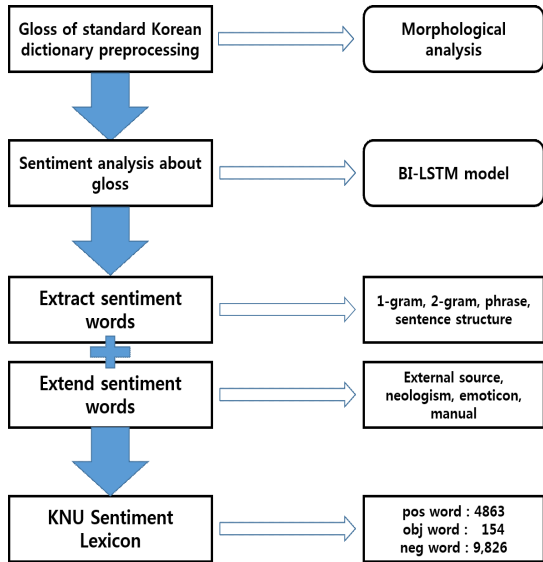 Gloss of standard Korean
dictionary preprocessing
Morphological
analysis
Sentiment analysis about
gloss
BI-LSTM model
Extract sentiment
words
1-gram, 2-gram, phrase,
sentence structure
Extend sentiment
words
External source,
neologism, emoticon,
manual
KNU Sentiment
Lexicon
pos word : 4863
obj word : 154
neg word : 9,826